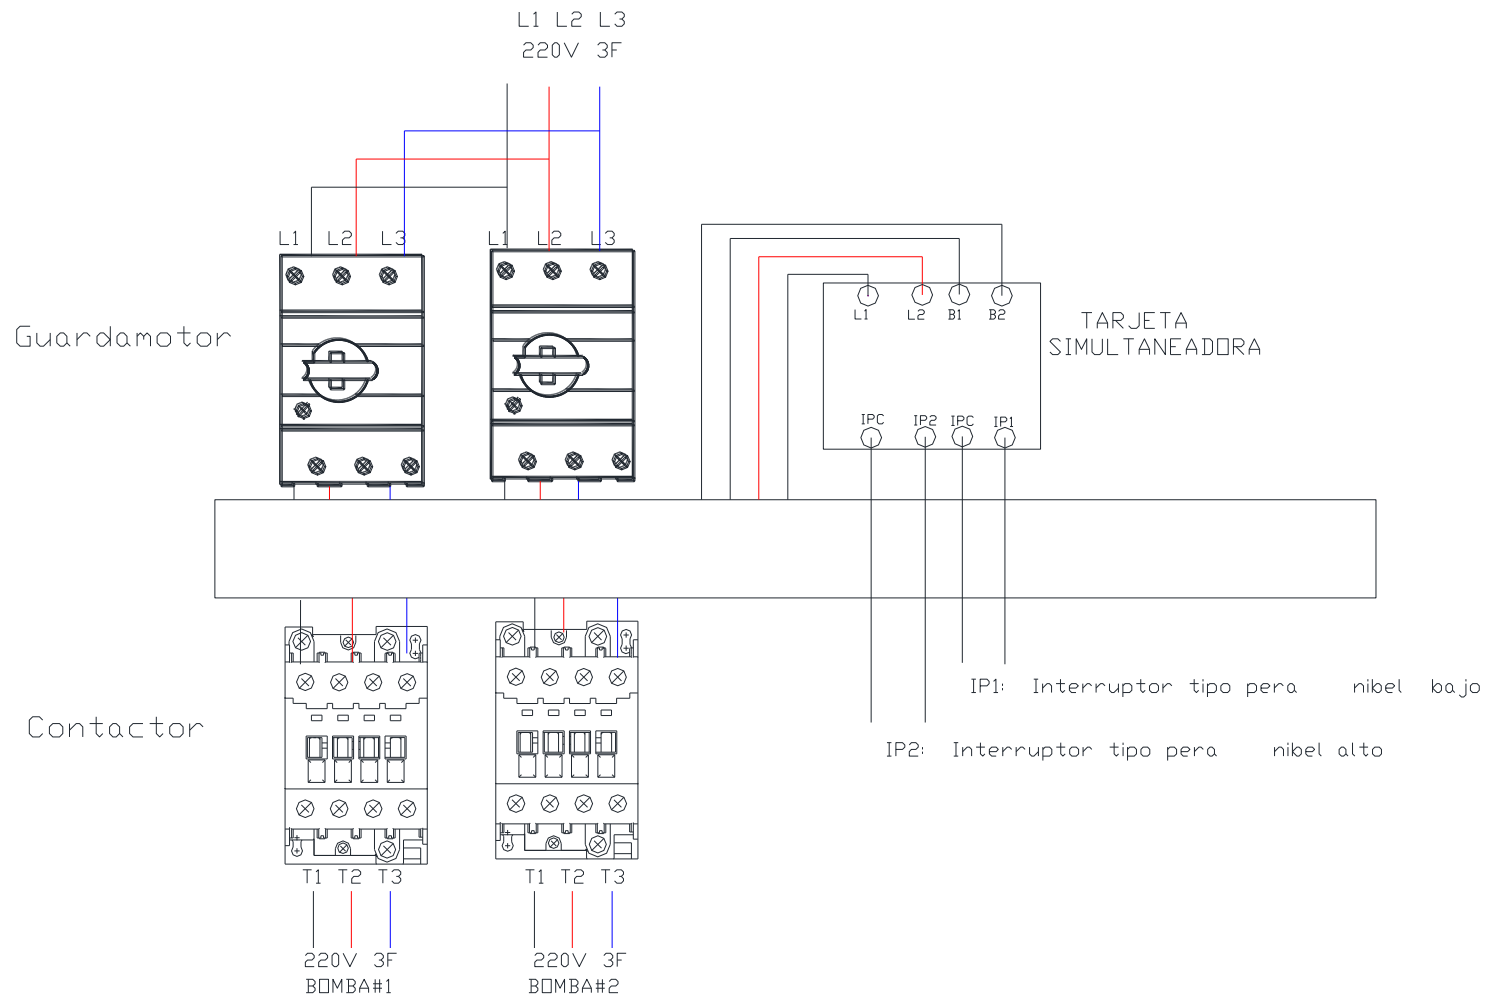 L1 L2 L3
220V 3F
L1 L2 L3
L1 L2 L3
Guardamotor
L1 L2 B1 B2
TARJETA
SIMULTANEADORA
IPC IP2 IPC IP1
IP1: Interruptor tipo pera nibel bajo
Contactor
IP2: Interruptor tipo pera nibel alto
T1 T2 T3
T1 T2 T3
220V 3F
BOMBA#1
220V 3F
BOMBA#2